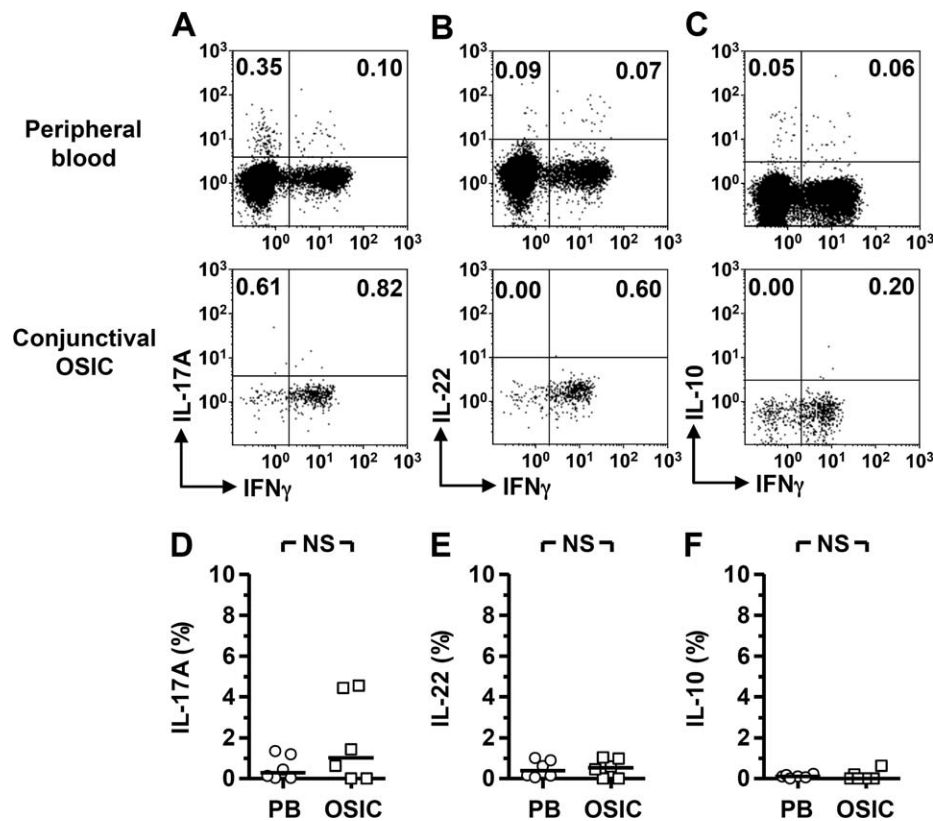 A B C
10³ 10³ 10³
0.35 0.10 0.09 0.07 0.05 0.06
10² 10² 10²
Peripheral
blood
10¹ 10¹ 10¹
10⁰ 10⁰ 10⁰
10⁰ 10¹ 10² 10³ 10⁰ 10¹ 10² 10³ 10⁰ 10¹ 10² 10³
10³ 10³ 10³
0.61 0.82 0.00 0.60 0.00 0.20
10² 10² 10²
Conjunctival
OSIC
10¹ 10¹ 10¹
10⁰ 10⁰ 10⁰
IL-17A IL-22 IL-10
10⁰ 10¹ 10² 10³ 10⁰ 10¹ 10² 10³ 10⁰ 10¹ 10² 10³
IFNγ IFNγ IFNγ
D NS E NS F NS
10 10 10
8 8 8
6 6 6
IL-17A (%) IL-22 (%) IL-10 (%)
4 4 4
2 2 2
0 0 0
PB OSIC PB OSIC PB OSIC